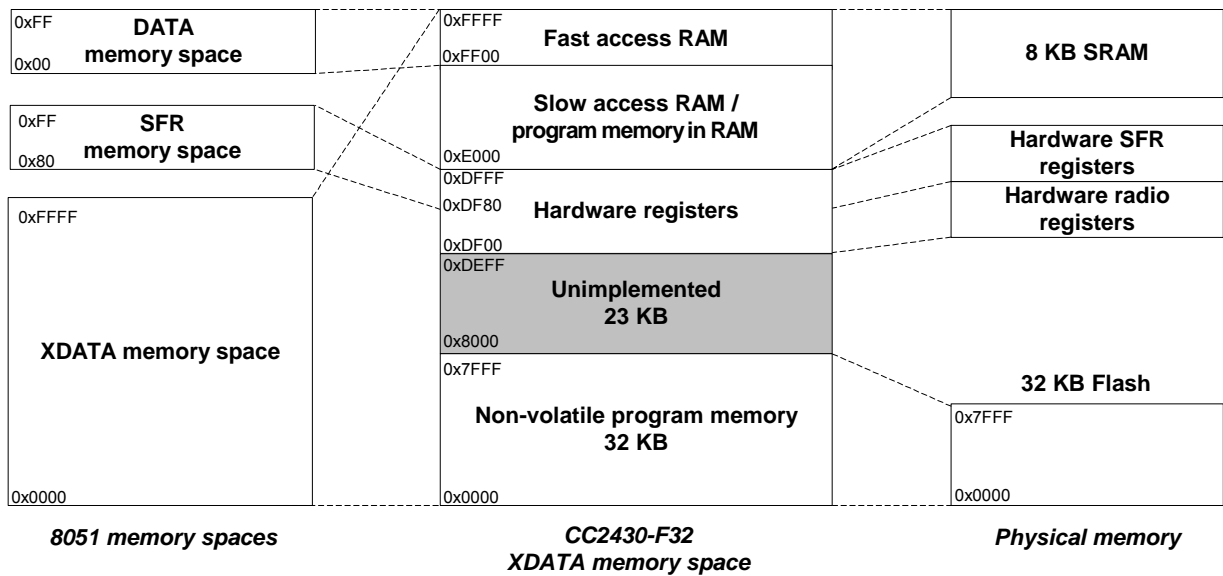 0xFF
DATA
memory space
0x00
0xFF
SFR
memory space
0x80
0xFFFF
XDATA memory space
0x0000
8051 memory spaces
0xFFFF
Fast access RAM
0xFF00
Slow access RAM /
program memory in RAM
0xE000
0xDFFF
0xDF80
Hardware registers
0xDF00
0xDEFF
Unimplemented
23 KB
0x8000
0x7FFF
Non-volatile program memory
32 KB
0x0000
CC2430-F32
XDATA memory space
8 KB SRAM
Hardware SFR
registers
Hardware radio
registers
32 KB Flash
0x7FFF
0x0000
Physical memory